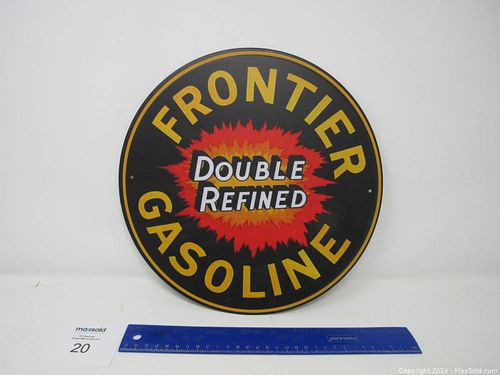 FRONTIER
DOUBLE
REFINED
GASOLINE
maxsold
20
Copyright © 2024 - MaxSold.com